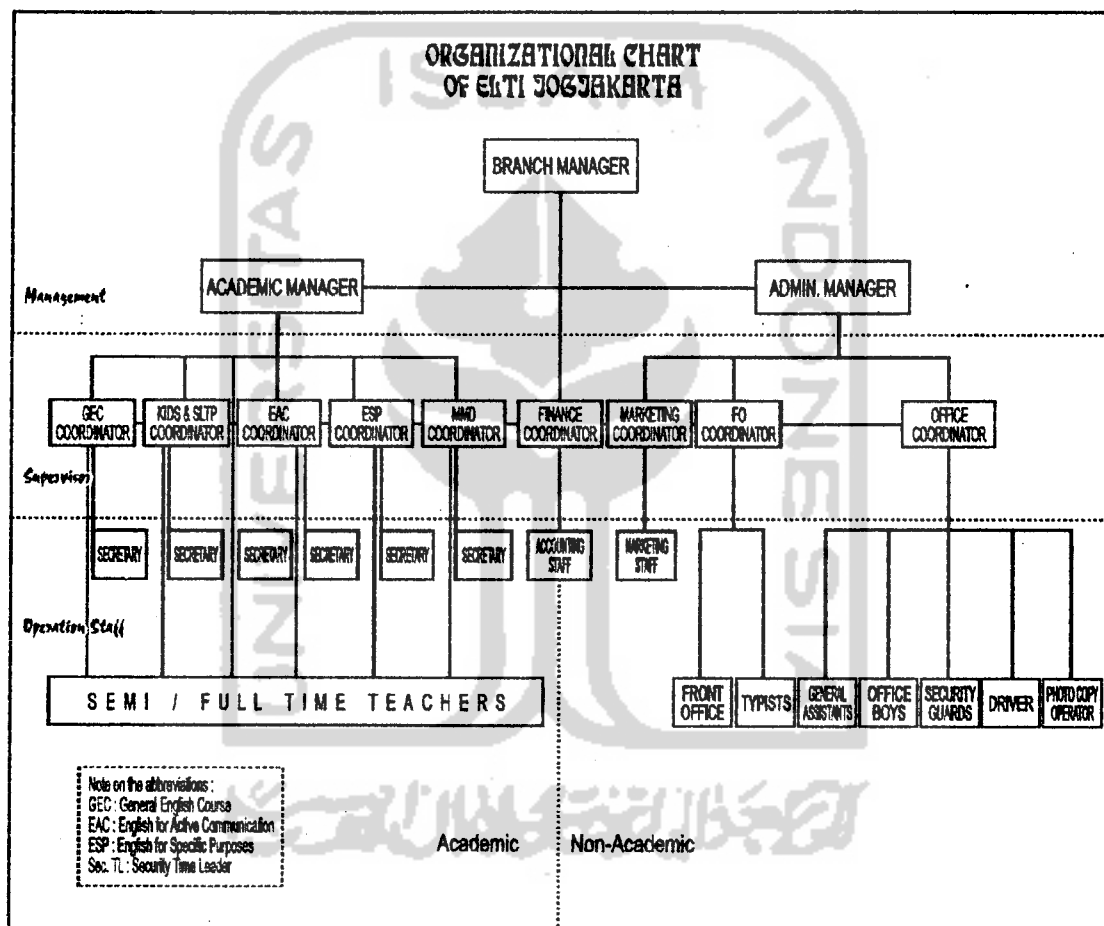 ORGANIZATIONAL CHART
OF ELTI JOGJAKARTA
ISLAM
UNIVERSITAS
INDONESIA
BRANCH MANAGER
Management
ACADEMIC MANAGER
ADMIN. MANAGER
GEC
COORDINATOR
KIDS & SLTP
COORDINATOR
EAC
COORDINATOR
ESP
COORDINATOR
MMD
COORDINATOR
FINANCE
COORDINATOR
MARKETING
COORDINATOR
FO
COORDINATOR
OFFICE
COORDINATOR
Supervisor
SECRETARY
SECRETARY
SECRETARY
SECRETARY
SECRETARY
SECRETARY
ACCOUNTING
STAFF
MARKETING
STAFF
Operation Staff
SEMI / FULL TIME TEACHERS
FRONT
OFFICE
TYPISTS
GENERAL
ASSISTANTS
OFFICE
BOYS
SECURITY
GUARDS
DRIVER
PHOTO COPY
OPERATOR
Note on the abbreviations :
GEC : General English Course
EAC : English for Active Communication
ESP : English for Specific Purposes
Sec. TL : Security Time Leader
Academic
Non-Academic